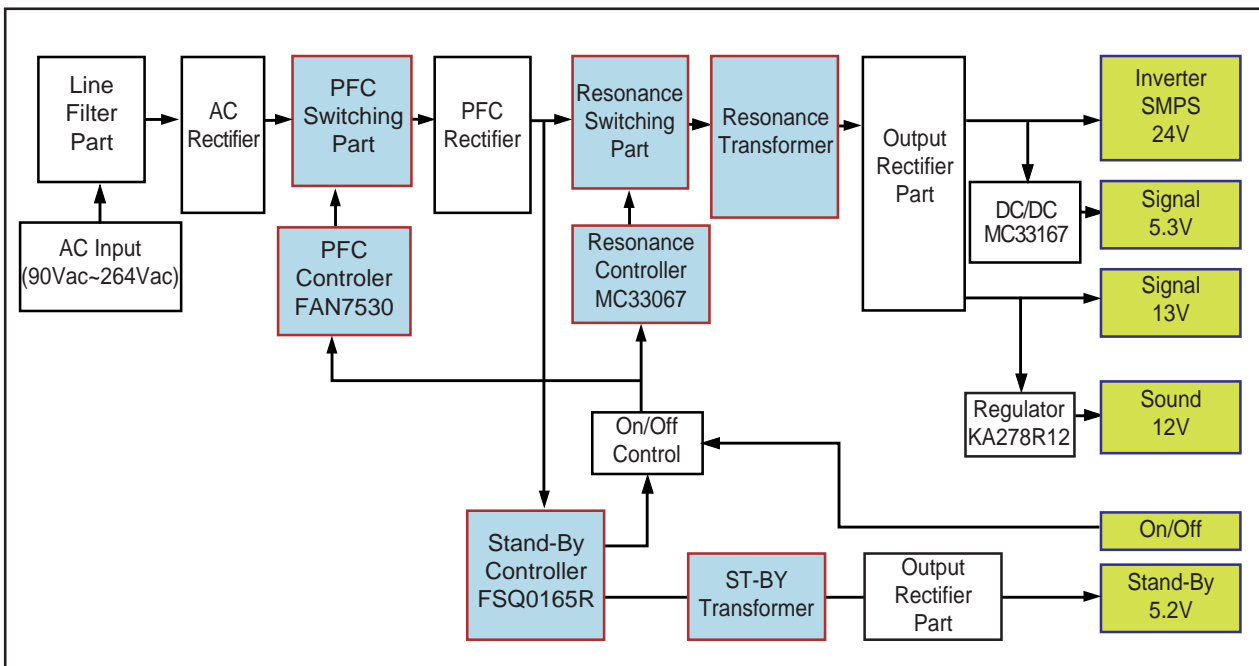 Line
Filter
Part
AC
Rectifier
PFC
Switching
Part
PFC
Rectifier
Resonance
Switching
Part
Resonance
Transformer
Output
Rectifier
Part
Inverter
SMPS
24V
DC/DC
MC33167
Signal
5.3V
AC Input
(90Vac~264Vac)
PFC
Controler
FAN7530
Resonance
Controller
MC33067
Signal
13V
Regulator
KA278R12
Sound
12V
On/Off
Control
On/Off
Stand-By
Controller
FSQ0165R
ST-BY
Transformer
Output
Rectifier
Part
Stand-By
5.2V